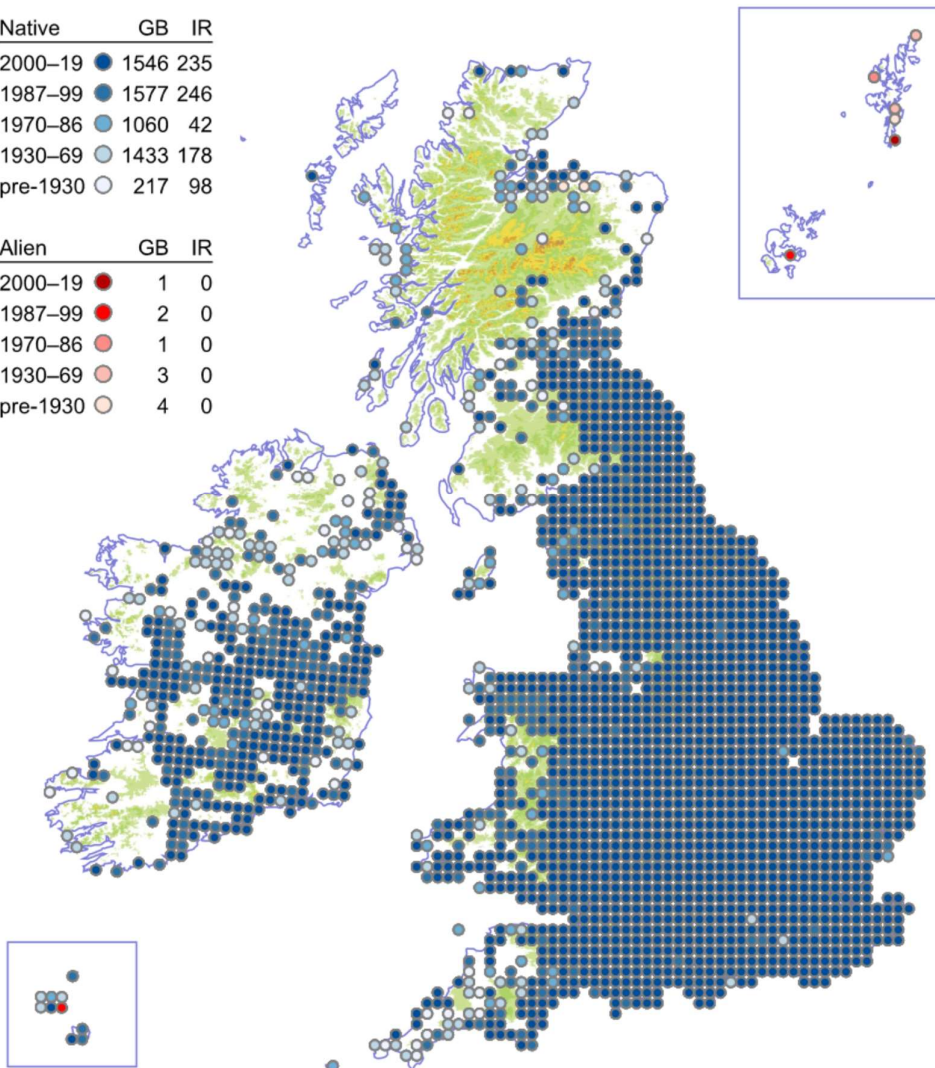 Native GB IR
2000–19 1546 235
1987–99 1577 246
1970–86 1060 42
1930–69 1433 178
pre-1930 217 98
Alien GB IR
2000–19 1 0
1987–99 2 0
1970–86 1 0
1930–69 3 0
pre-1930 4 0